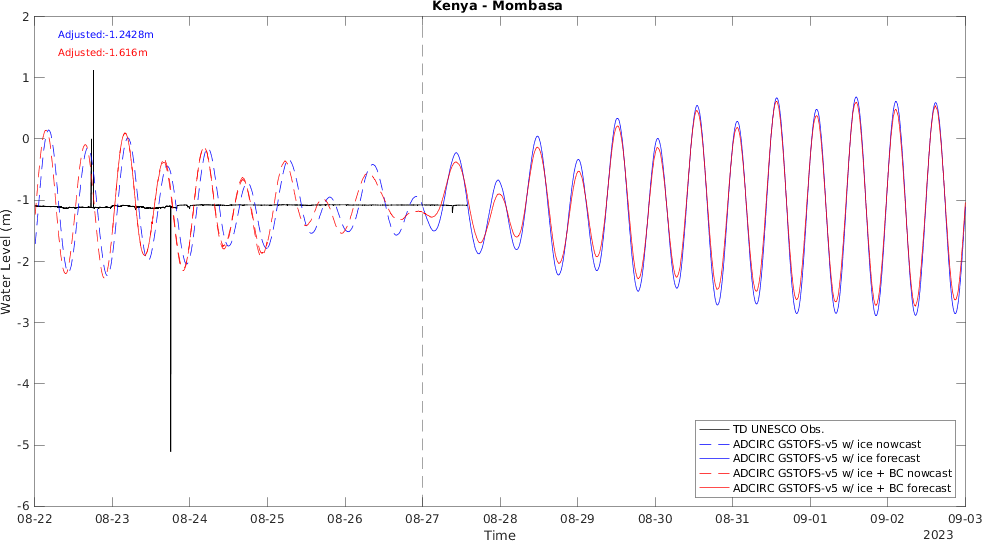 Kenya - Mombasa
Adjusted:-1.2428m
Adjusted:-1.616m
2
1
0
-1
-2
-3
-4
-5
-6
Water Level (m)
TD UNESCO Obs.
ADCIRC GSTOFS-v5 w/ ice nowcast
ADCIRC GSTOFS-v5 w/ ice forecast
ADCIRC GSTOFS-v5 w/ ice + BC nowcast
ADCIRC GSTOFS-v5 w/ ice + BC forecast
08-22 08-23 08-24 08-25 08-26 08-27 08-28 08-29 08-30 08-31 09-01 09-02 09-03
Time
2023